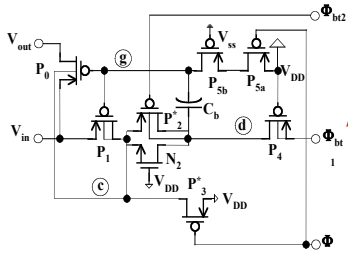 Φbt2
Vout
g
Vss
P0
VDD
P5b
P5a
Cb
P*2
d
Vin
P1
N2
P4
Φbt
1
VDD
c
P*3
VDD
Φ